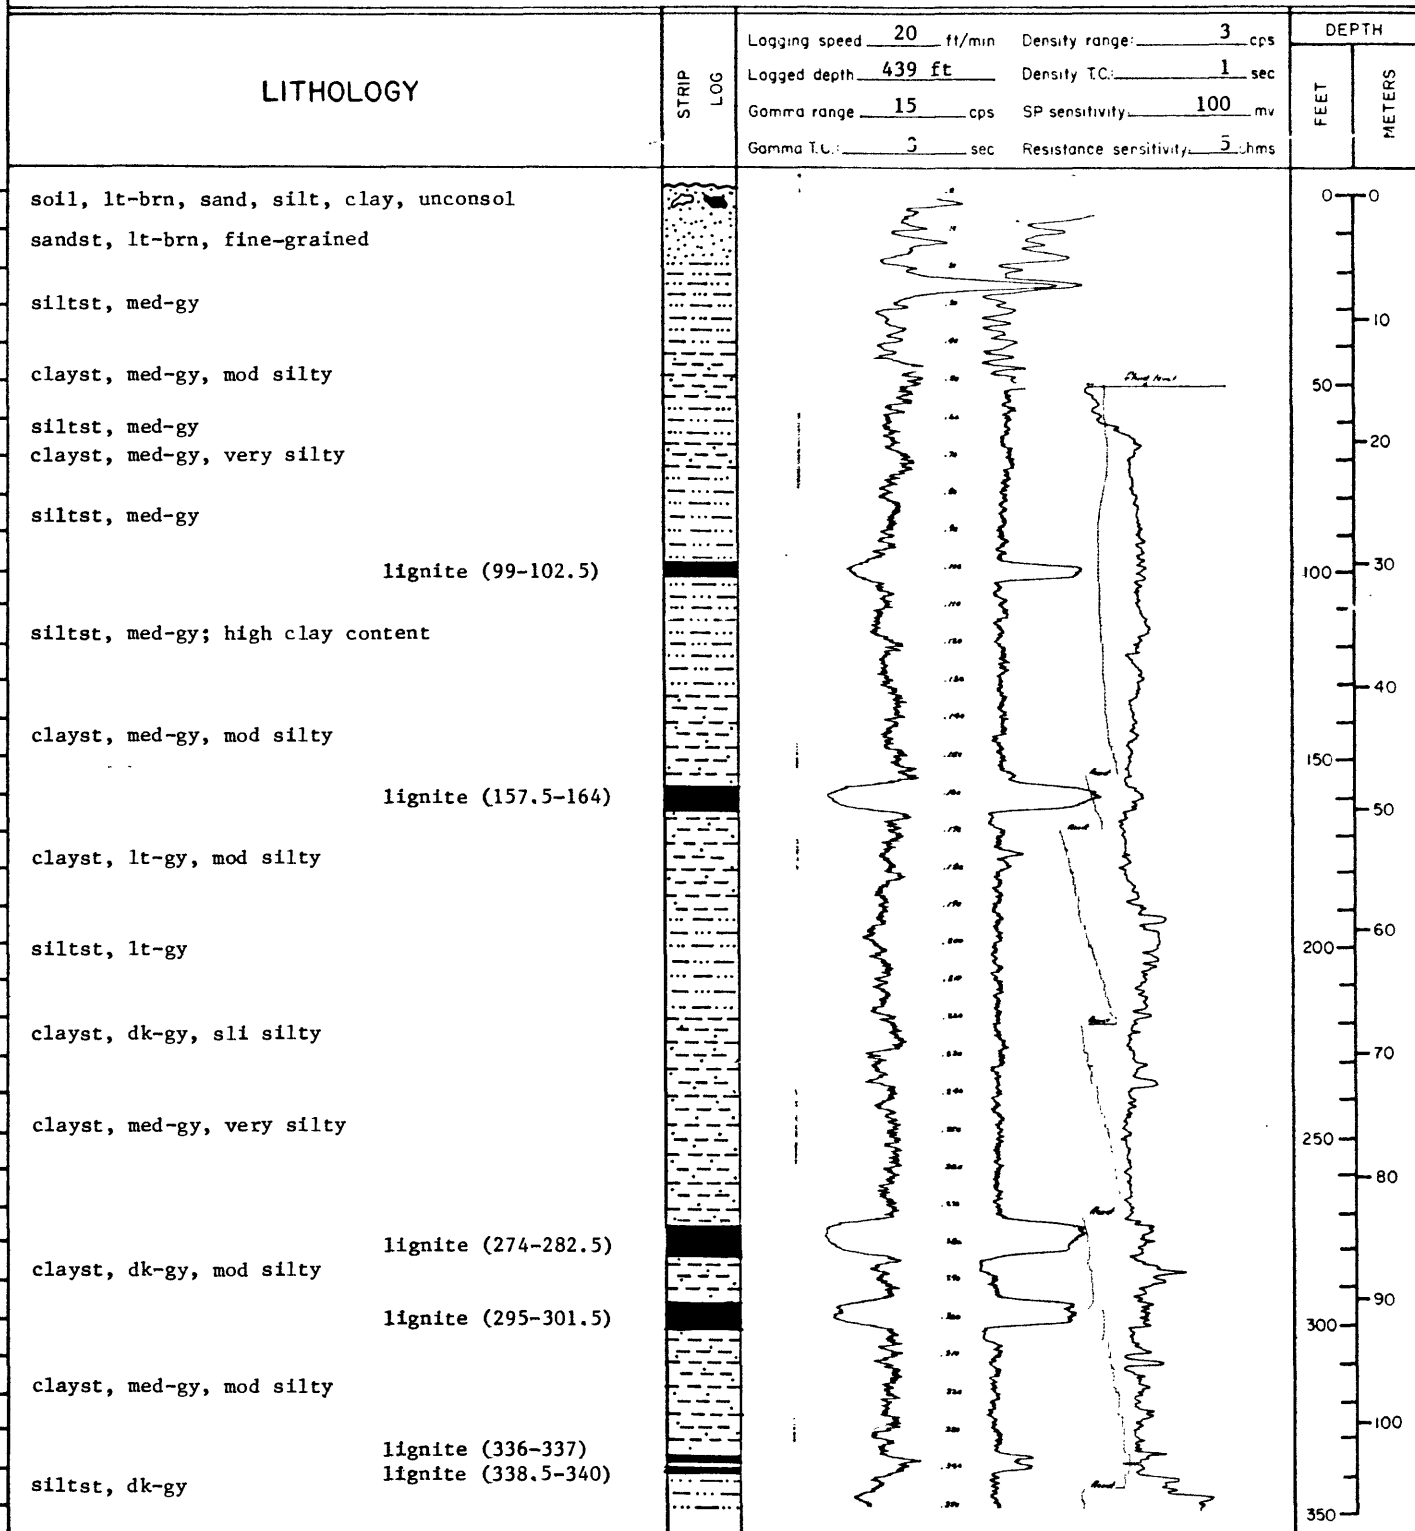 LITHOLOGY
STRIP LOG
Logging speed 20 ft/min Density range: 3 cps
Logged depth 439 ft Density T.C.: 1 sec
Gamma range 15 cps SP sensitivity 100 mv
Gamma T.C.: sec Resistance sensitivity 5 ohms
DEPTH
FEET
METERS
soil, lt-brn, sand, silt, clay, unconsol
0 0
sandst, lt-brn, fine-grained
siltst, med-gy
10
clayst, med-gy, mod silty
50
siltst, med-gy
20
clayst, med-gy, very silty
siltst, med-gy
lignite (99-102.5)
100 30
siltst, med-gy; high clay content
40
clayst, med-gy, mod silty
150
lignite (157.5-164)
50
clayst, lt-gy, mod silty
60
siltst, lt-gy
200
clayst, dk-gy, sli silty
70
clayst, med-gy, very silty
250
80
lignite (274-282.5)
clayst, dk-gy, mod silty
90
lignite (295-301.5)
300
clayst, med-gy, mod silty
100
lignite (336-337)
lignite (338.5-340)
siltst, dk-gy
350